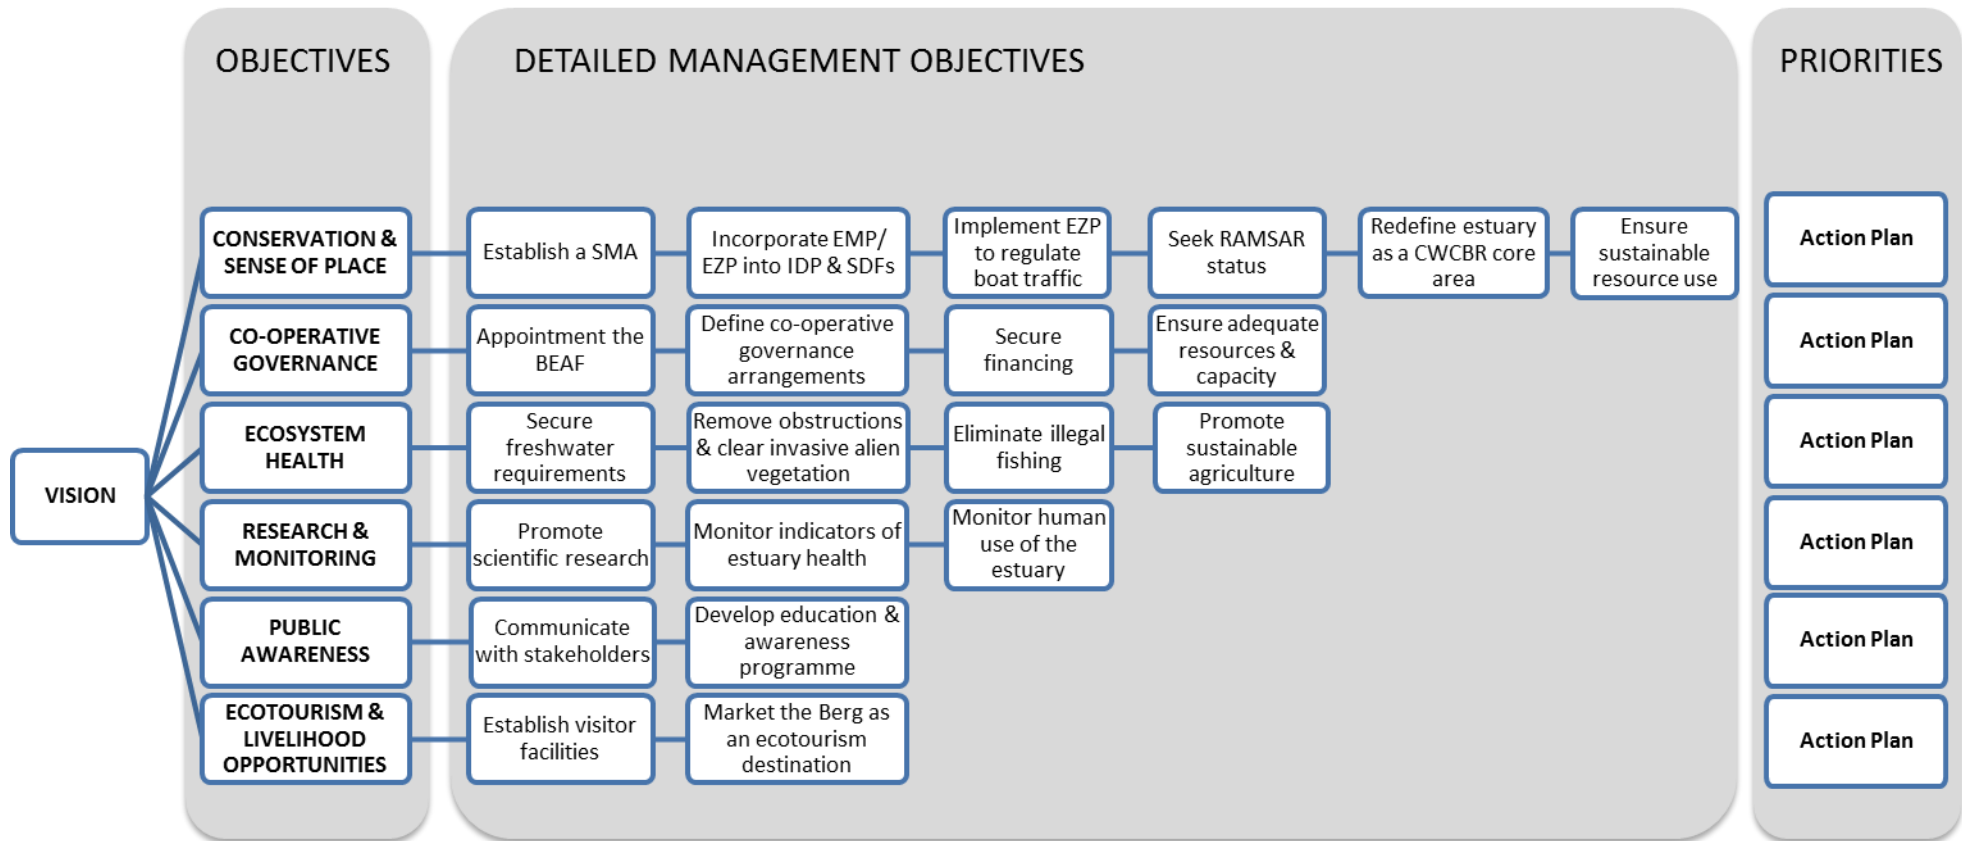 OBJECTIVES
DETAILED MANAGEMENT OBJECTIVES
PRIORITIES
VISION
CONSERVATION &
SENSE OF PLACE
Establish a SMA
Incorporate EMP/
EZP into IDP & SDFs
Implement EZP
to regulate
boat traffic
Seek RAMSAR
status
Redefine estuary
as a CWCBR core
area
Ensure
sustainable
resource use
Action Plan
CO-OPERATIVE
GOVERNANCE
Appointment the
BEAF
Define co-operative
governance
arrangements
Secure
financing
Ensure adequate
resources &
capacity
Action Plan
ECOSYSTEM
HEALTH
Secure
freshwater
requirements
Remove obstructions
& clear invasive alien
vegetation
Eliminate illegal
fishing
Promote
sustainable
agriculture
Action Plan
RESEARCH &
MONITORING
Promote
scientific research
Monitor indicators of
estuary health
Monitor human
use of the
estuary
Action Plan
PUBLIC
AWARENESS
Communicate
with stakeholders
Develop education &
awareness
programme
Action Plan
ECOTOURISM &
LIVELIHOOD
OPPORTUNITIES
Establish visitor
facilities
Market the Berg as
an ecotourism
destination
Action Plan